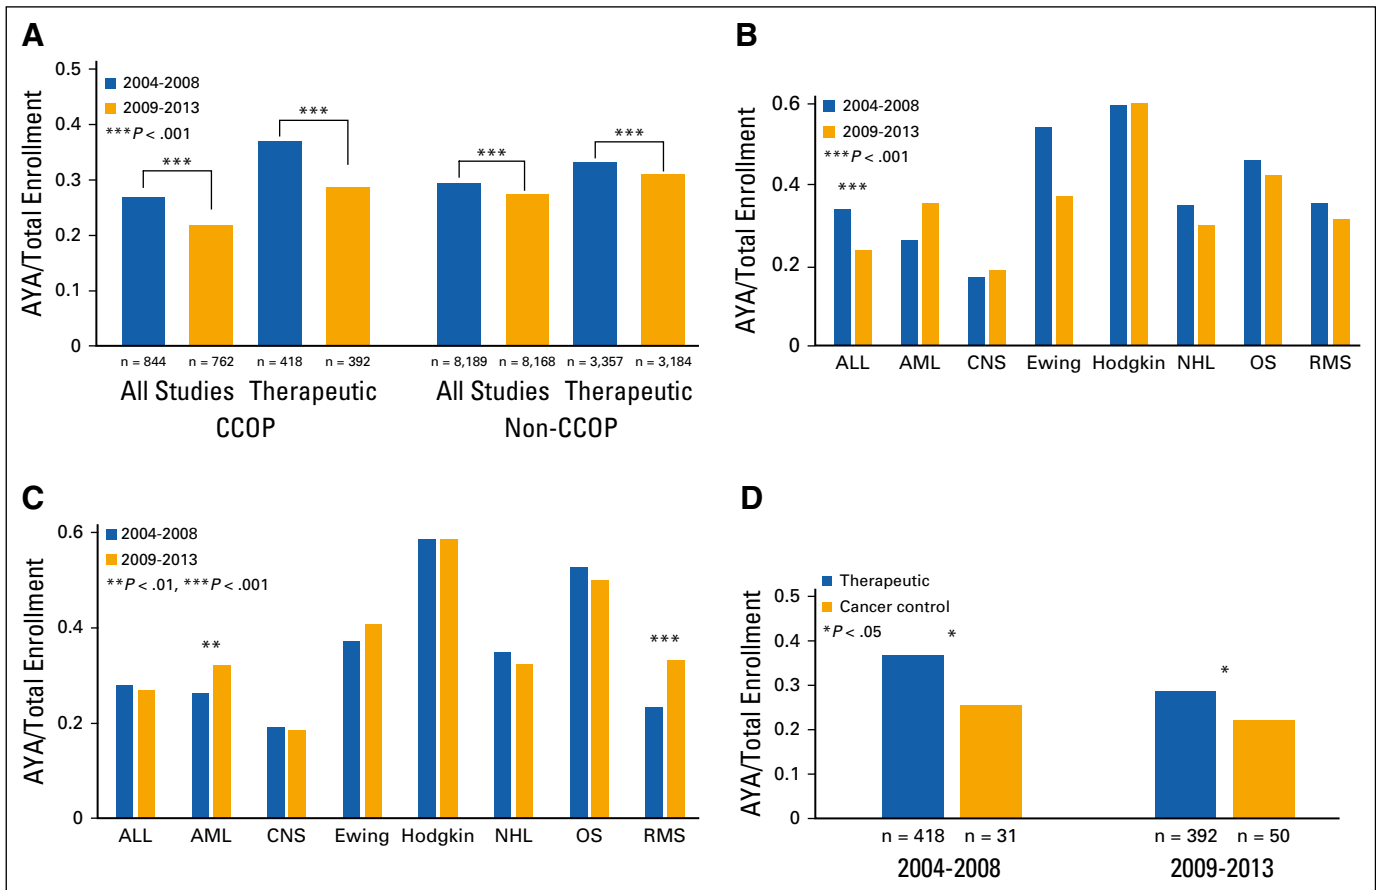 A
AYA/Total Enrollment
0.5
0.4
0.3
0.2
0.1
0
2004-2008
2009-2013
***P < .001
***
***
***
***
n = 844
n = 762
n = 418
n = 392
n = 8,189
n = 8,168
n = 3,357
n = 3,184
All Studies
Therapeutic
All Studies
Therapeutic
CCOP
Non-CCOP
B
AYA/Total Enrollment
0.6
0.4
0.2
0
2004-2008
2009-2013
***P < .001
***
ALL
AML
CNS
Ewing
Hodgkin
NHL
OS
RMS
C
AYA/Total Enrollment
0.6
0.4
0.2
0
2004-2008
2009-2013
**P < .01, ***P < .001
**
***
ALL
AML
CNS
Ewing
Hodgkin
NHL
OS
RMS
D
AYA/Total Enrollment
0.5
0.4
0.3
0.2
0.1
0
Therapeutic
Cancer control
*P < .05
*
*
n = 418
n = 31
n = 392
n = 50
2004-2008
2009-2013